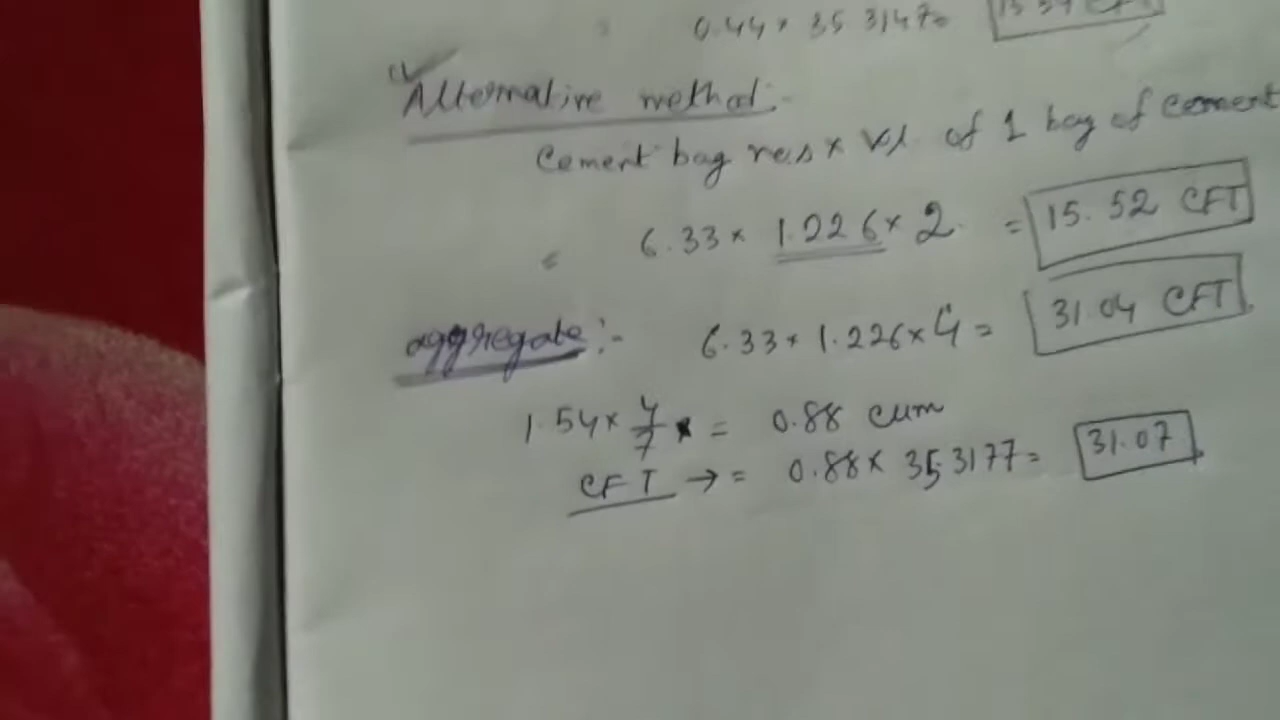 0.44 × 35 3147=
Alternative method:-
Cement bag nes × Vol. of 1 bag of cement
= 6.33 × 1.226 × 2 = 15.52 CFT
aggregate:- 6.33 × 1.226 × 4 = 31.04 CFT
1.54 × 4/7 × = 0.88 cum
CFT → = 0.88 × 35.3177 = 31.07